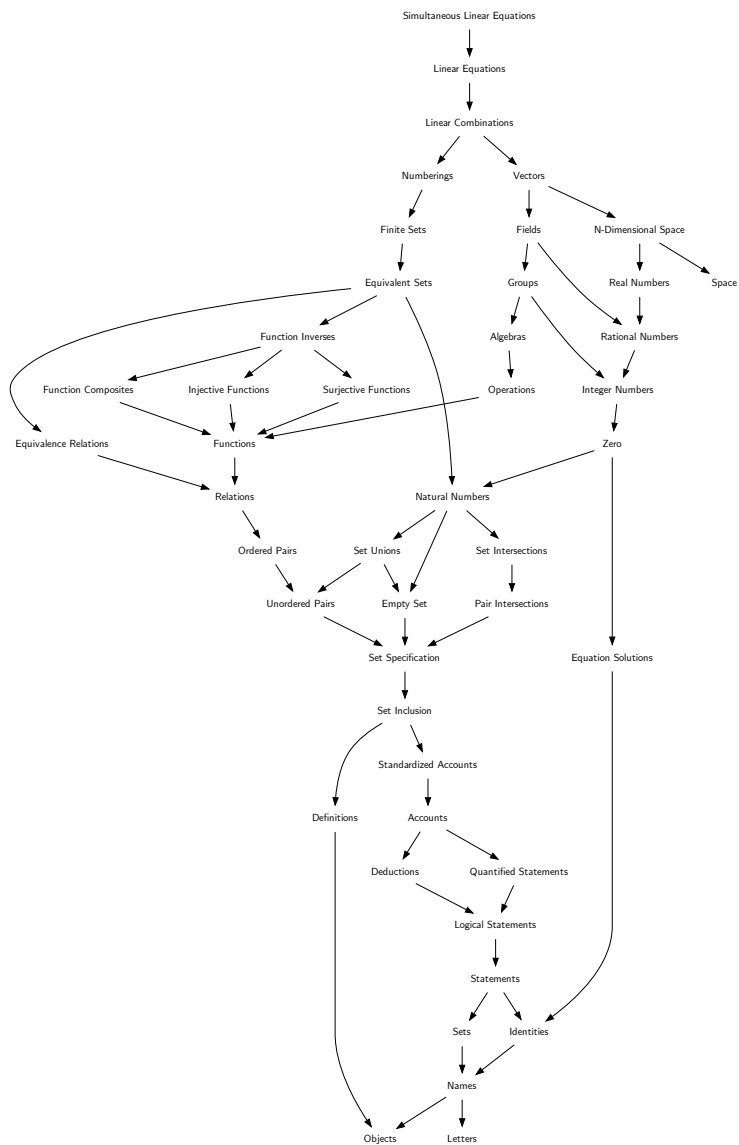 Simultaneous Linear Equations
Linear Equations
Linear Combinations
Numberings Vectors
Finite Sets Fields N-Dimensional Space
Equivalent Sets Groups Real Numbers Space
Function Inverses Algebras Rational Numbers
Function Composites Injective Functions Surjective Functions Operations Integer Numbers
Equivalence Relations Functions Zero
Relations Natural Numbers
Ordered Pairs Set Unions Set Intersections
Unordered Pairs Empty Set Pair Intersections
Set Specification Equation Solutions
Set Inclusion
Standardized Accounts
Definitions Accounts
Deductions Quantified Statements
Logical Statements
Statements
Sets Identities
Names
Objects Letters